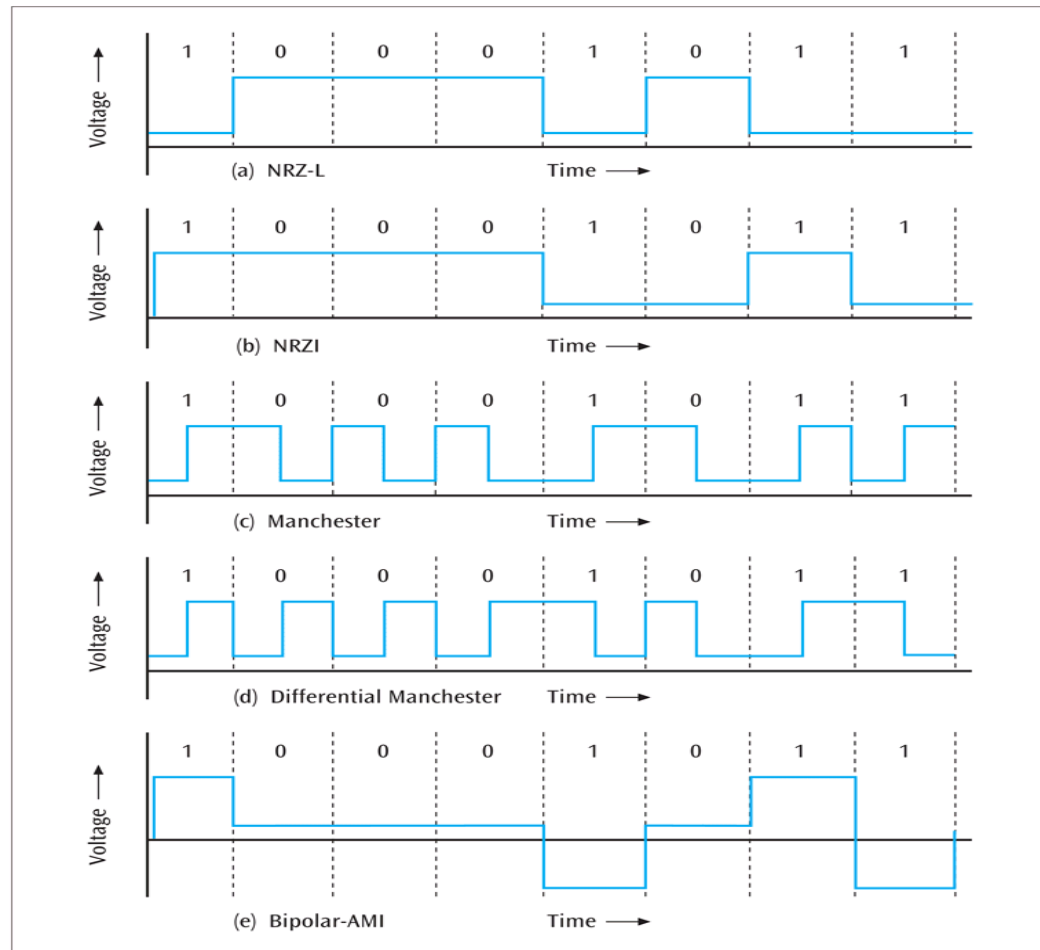 1 0 0 0 1 0 1 1
Voltage
(a) NRZ-L Time
1 0 0 0 1 0 1 1
Voltage
(b) NRZI Time
1 0 0 0 1 0 1 1
Voltage
(c) Manchester Time
1 0 0 0 1 0 1 1
Voltage
(d) Differential Manchester Time
1 0 0 0 1 0 1 1
Voltage
(e) Bipolar-AMI Time